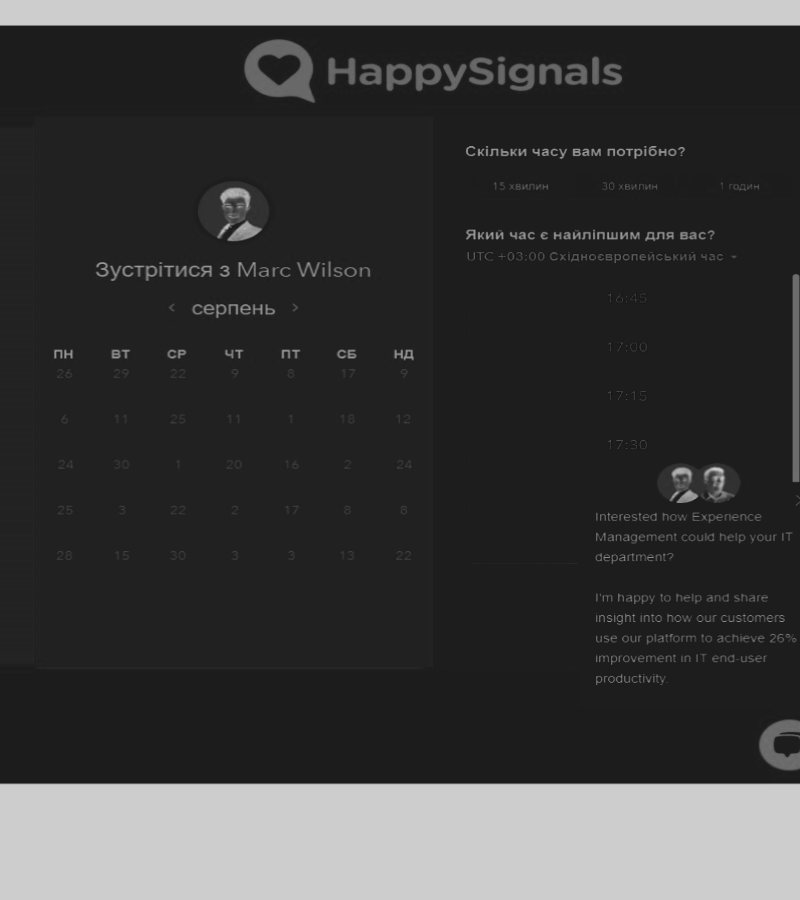 HappySignals
Зустрітися з Marc Wilson
серпень
ПН ВТ СР ЧТ ПТ СБ НД
26 29 22 9 8 17 9
6 11 25 11 1 18 12
24 30 1 20 16 2 24
25 3 22 2 17 8 8
28 15 30 3 3 13 22
Скільки часу вам потрібно?
15 хвилин 30 хвилин 1 годин
Який час є найліпшим для вас?
UTC +03:00 Східноєвропейський час
16:45
17:00
17:15
17:30
Interested how Experience
Management could help your IT
department?
I'm happy to help and share
insight into how our customers
use our platform to achieve 26%
improvement in IT end-user
productivity.